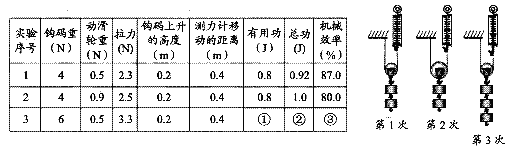 实验序号 钩码重(N) 动滑轮重(N) 拉力(N) 钩码上升的高度(m) 测力计移动的距离(m) 有用功(J) 总功(J) 机械效率(%)
1 4 0.5 2.3 0.2 0.4 0.8 0.92 87.0
2 4 0.9 2.5 0.2 0.4 0.8 1.0 80.0
3 6 0.5 3.3 0.2 0.4 ① ② ③
第1次 第2次 第3次